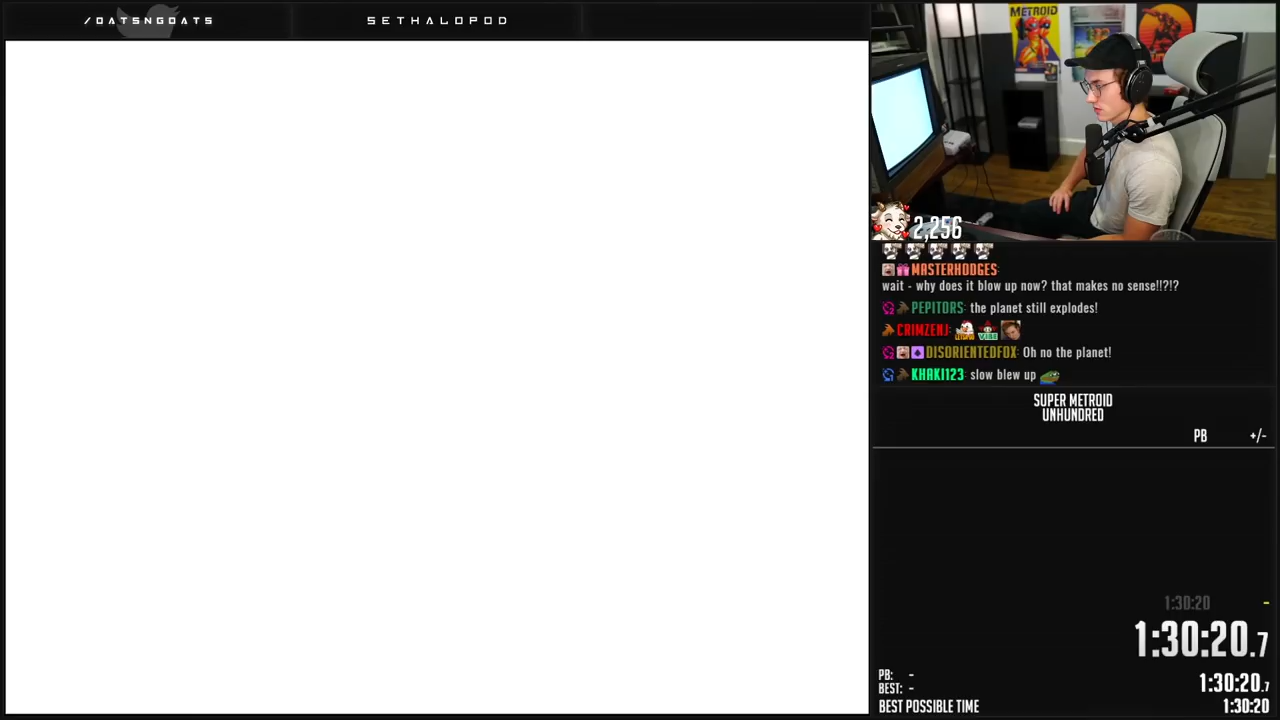 /OATSNGOATS
SETHALOPOD
METROID
2,256
MASTERHODGES:
wait - why does it blow up now? that makes no sense!!?!?
PEPITORS: the planet still explodes!
CRIMZENJ:
DISORIENTEDFOX: Oh no the planet!
KHAKI123: slow blew up
SUPER METROID
UNHUNDRED
PB +/-
1:30:20 -
1:30:20.7
PB: - 1:30:20.7
BEST: -
BEST POSSIBLE TIME 1:30:20